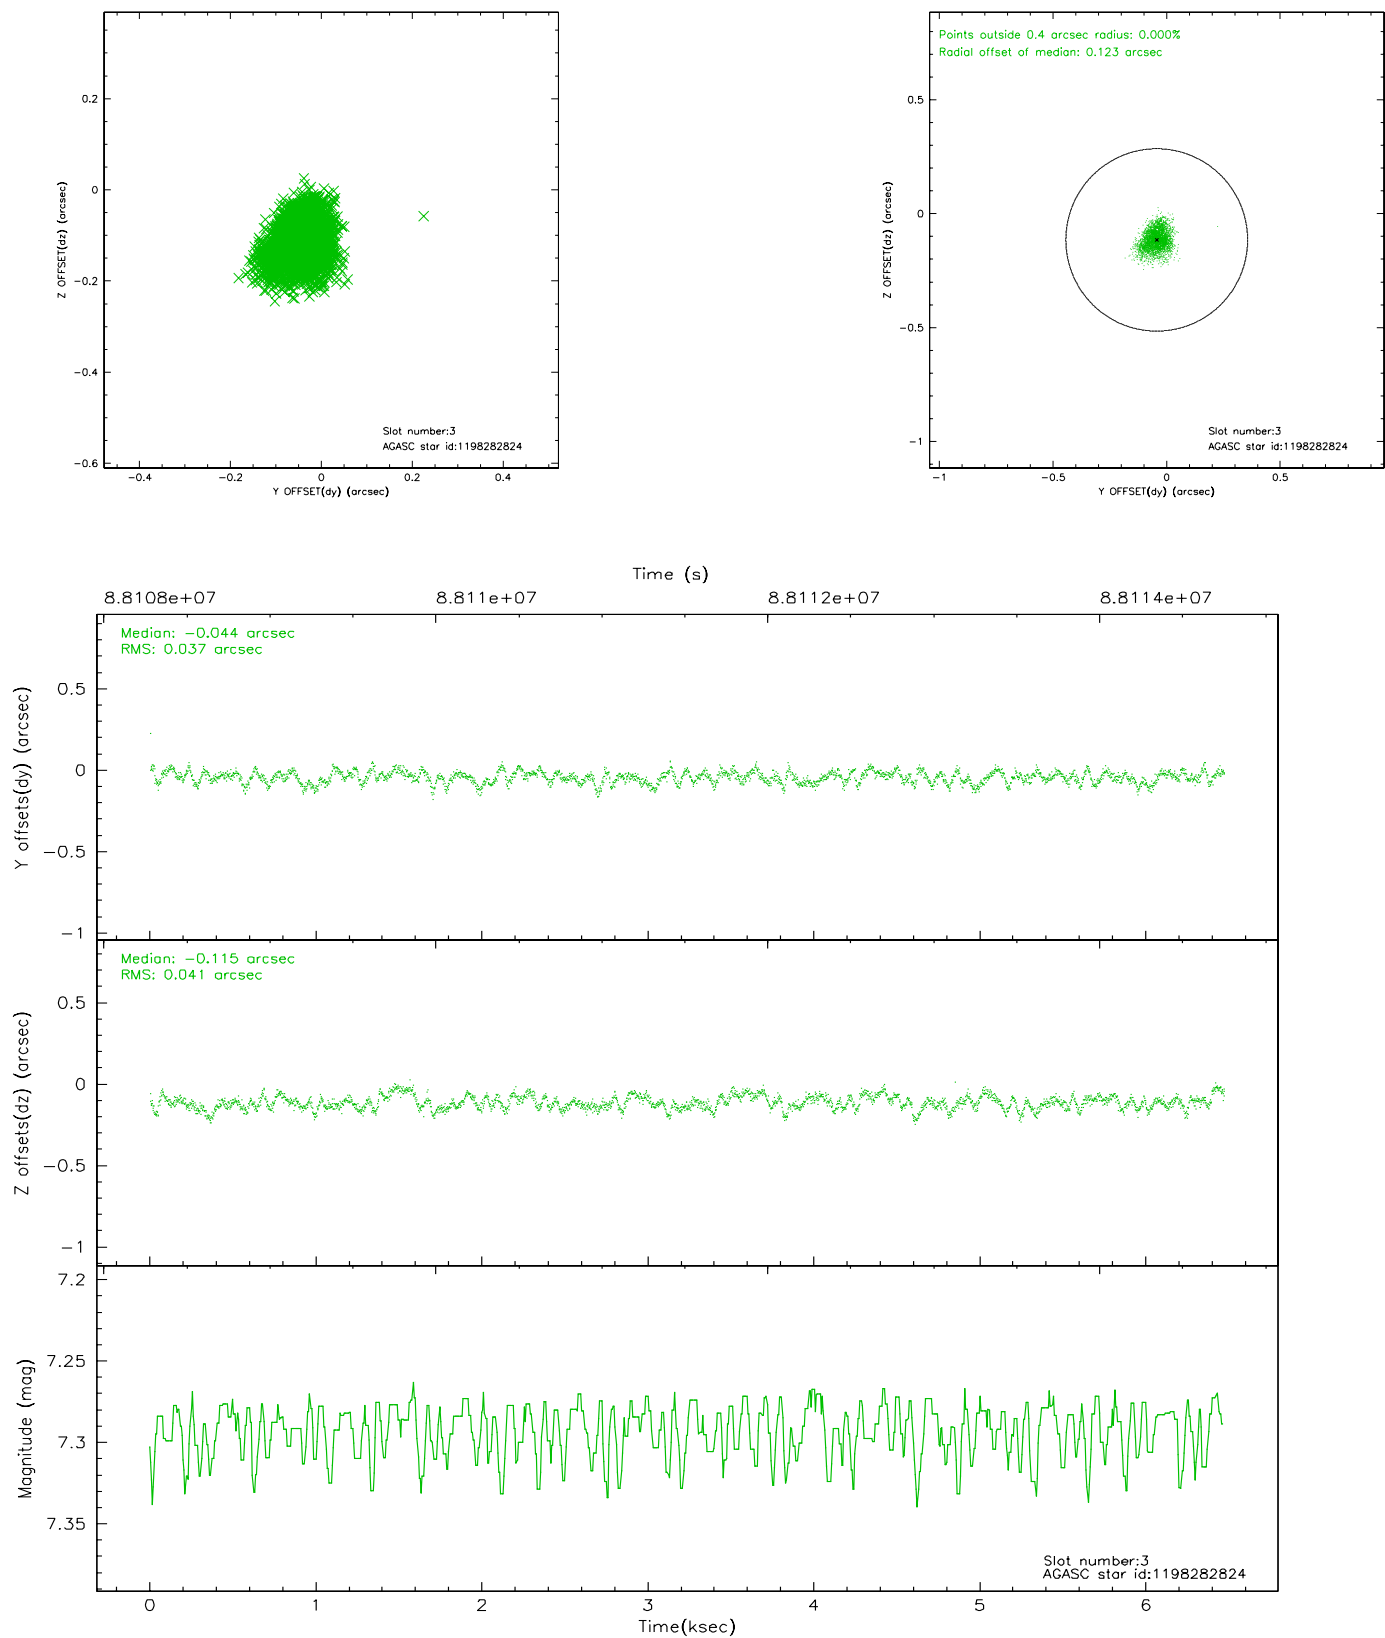 0.2
0
−0.2
−0.4
−0.6
Z OFFSET(dz) (arcsec)
Slot number:3
AGASC star id:1198282824
−0.4
−0.2
0
0.2
0.4
Y OFFSET(dy) (arcsec)
Points outside 0.4 arcsec radius: 0.000%
Radial offset of median: 0.123 arcsec
0.5
0
−0.5
−1
Z OFFSET(dz) (arcsec)
Slot number:3
AGASC star id:1198282824
−1
−0.5
0
0.5
Y OFFSET(dy) (arcsec)
Time (s)
8.8108e+07
8.811e+07
8.8112e+07
8.8114e+07
Median: −0.044 arcsec
RMS: 0.037 arcsec
0.5
0
−0.5
−1
Y offsets(dy) (arcsec)
Median: −0.115 arcsec
RMS: 0.041 arcsec
0.5
0
−0.5
−1
Z offsets(dz) (arcsec)
7.2
7.25
7.3
7.35
Magnitude (mag)
Slot number:3
AGASC star id:1198282824
0
1
2
3
4
5
6
Time(ksec)